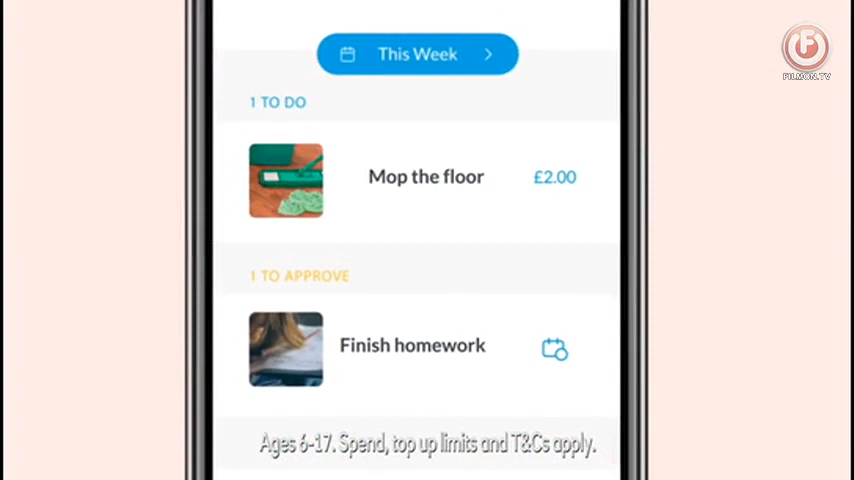 This Week
1 TO DO
Mop the floor
£2.00
1 TO APPROVE
Finish homework
Ages 6-17. Spend, top up limits and T&Cs apply.
FILMON.TV